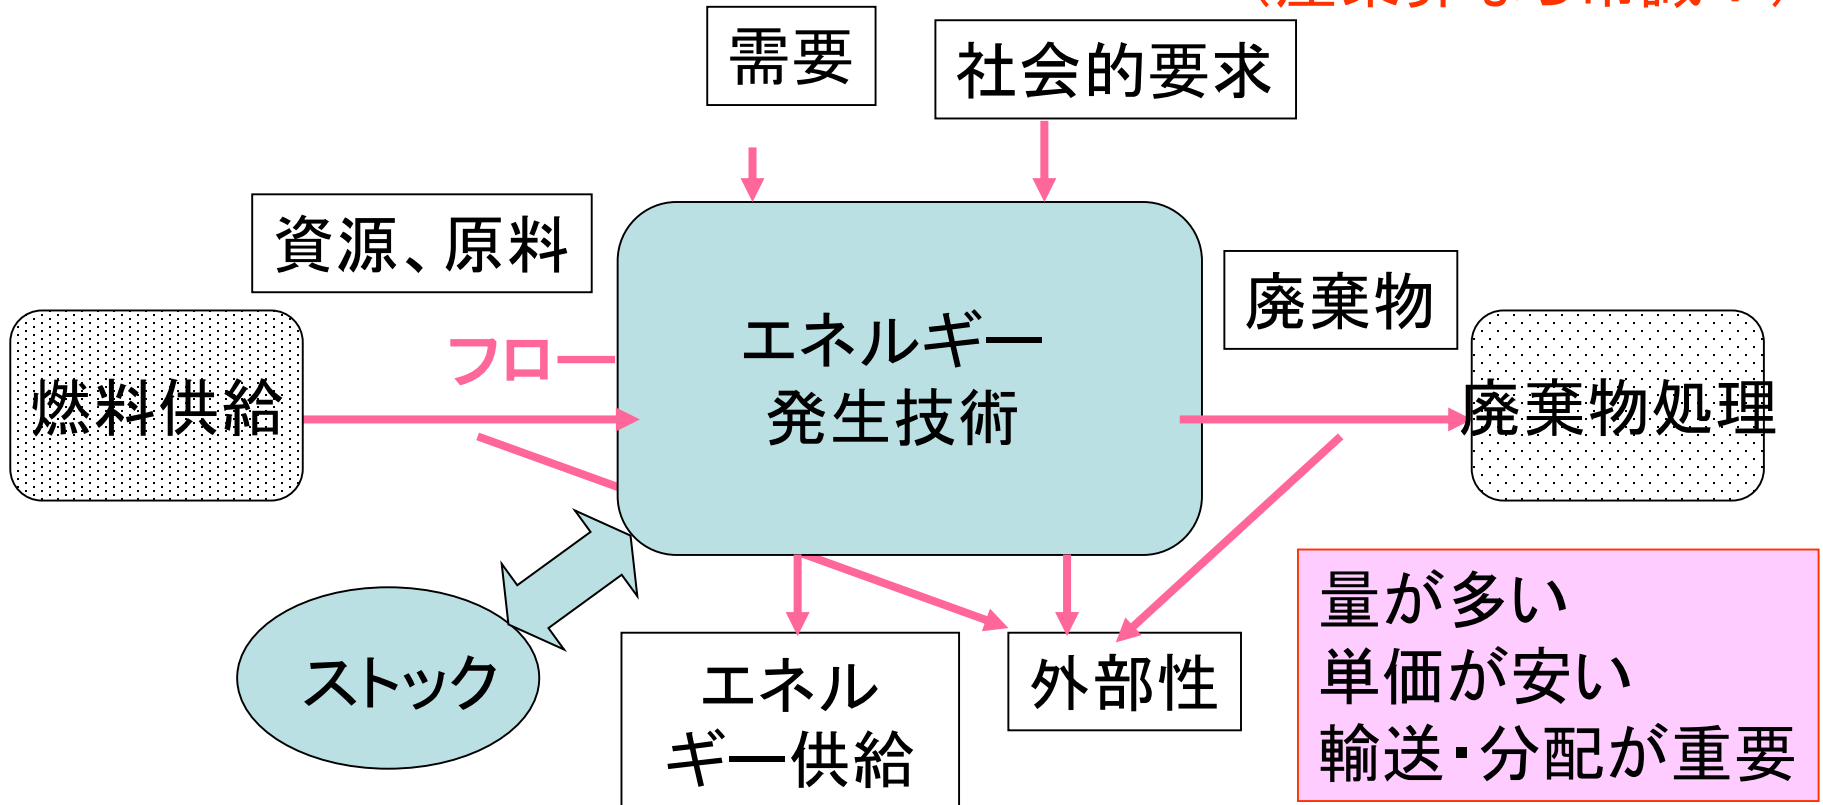 需要
社会的要求
資源、原料
廃棄物
フロー
燃料供給
エネルギー
発生技術
廃棄物処理
ストック
エネル
ギー供給
外部性
量が多い
単価が安い
輸送・分配が重要